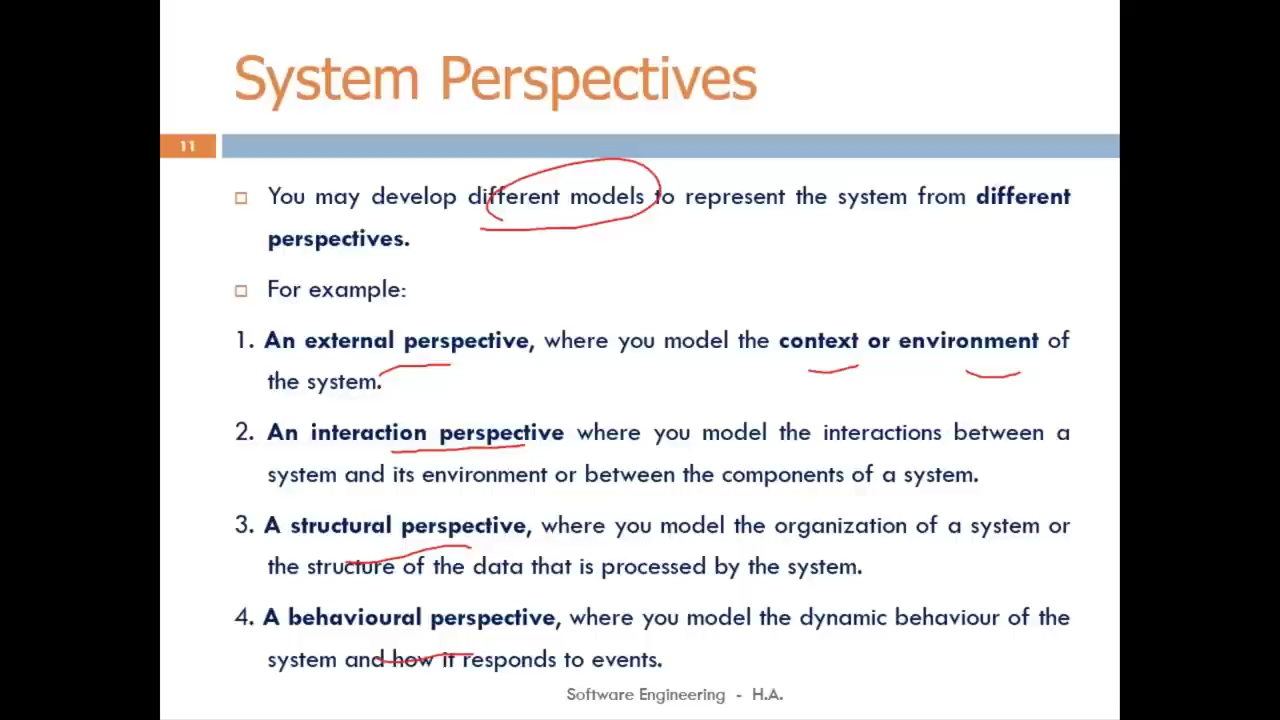 System Perspectives
11
You may develop different models to represent the system from different
perspectives.
For example:
1. An external perspective, where you model the context or environment of
the system.
2. An interaction perspective where you model the interactions between a
system and its environment or between the components of a system.
3. A structural perspective, where you model the organization of a system or
the structure of the data that is processed by the system.
4. A behavioural perspective, where you model the dynamic behaviour of the
system and how it responds to events.
Software Engineering - H.A.